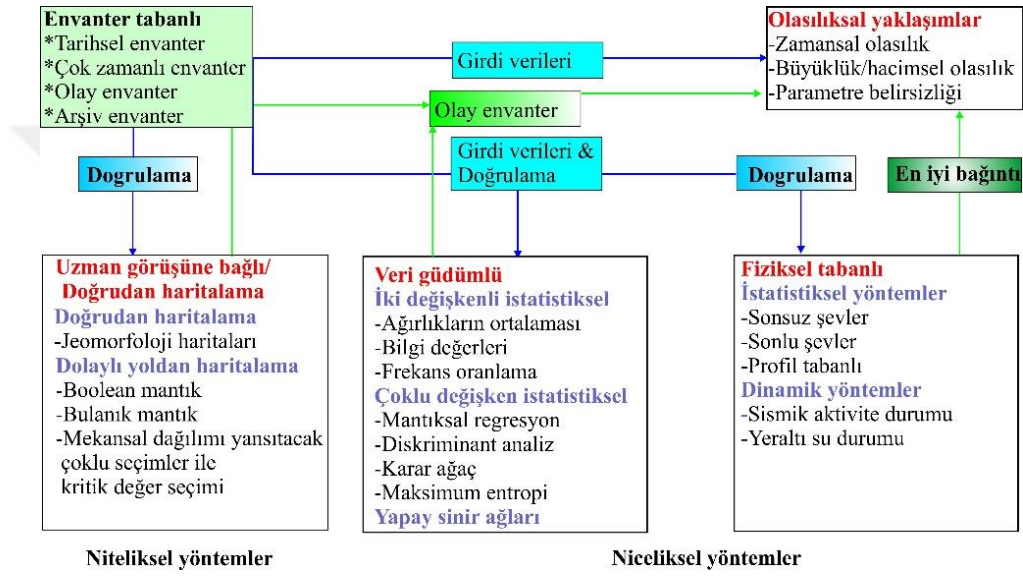 Envanter tabanlı
*Tarihsel envanter
*Çok zamanlı envanter
*Olay envanter
*Arşiv envanter
Girdi verileri
Olay envanter
Olasılıksal yaklaşımlar
-Zamansal olasılık
-Büyüklük/hacimsel olasılık
-Parametre belirsizliği
Dogrulama
Girdi verileri &
Doğrulama
Dogrulama
En iyi bağıntı
Uzman görüşüne bağlı/
Doğrudan haritalama
Doğrudan haritalama
-Jeomorfoloji haritaları
Dolaylı yoldan haritalama
-Boolean mantık
-Bulanık mantık
-Mekansal dağılımı yansıtacak
çoklu seçimler ile
kritik değer seçimi
Veri güdümlü
İki değişkenli istatistiksel
-Ağırlıkların ortalaması
-Bilgi değerleri
-Frekans oranlama
Çoklu değişken istatistiksel
-Mantıksal regresyon
-Diskriminant analiz
-Karar ağaç
-Maksimum entropi
Yapay sinir ağları
Fiziksel tabanlı
İstatistiksel yöntemler
-Sonsuz şevler
-Sonlu şevler
-Profil tabanlı
Dinamik yöntemler
-Sismik aktivite durumu
-Yeraltı su durumu
Niteliksel yöntemler
Niceliksel yöntemler